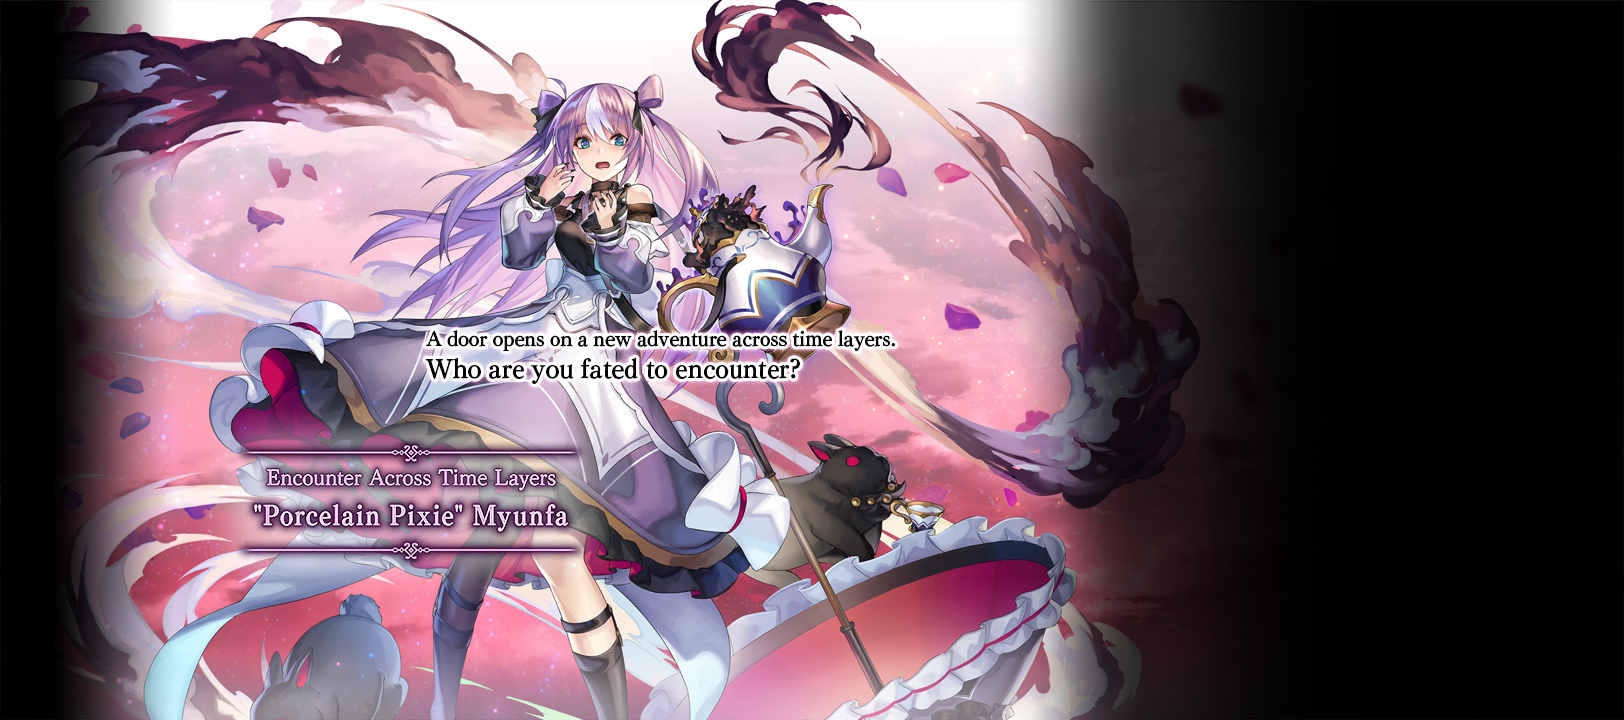 A door opens on a new adventure across time layers.
Who are you fated to encounter?
Encounter Across Time Layers
"Porcelain Pixie" Myunfa